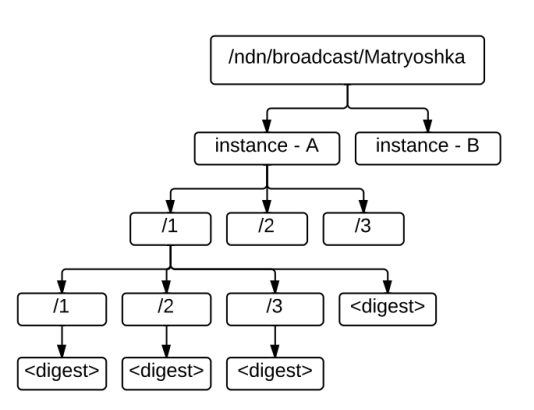 /ndn/broadcast/Matryoshka
instance - A
instance - B
/1
/2
/3
/1
/2
/3
<digest>
<digest>
<digest>
<digest>